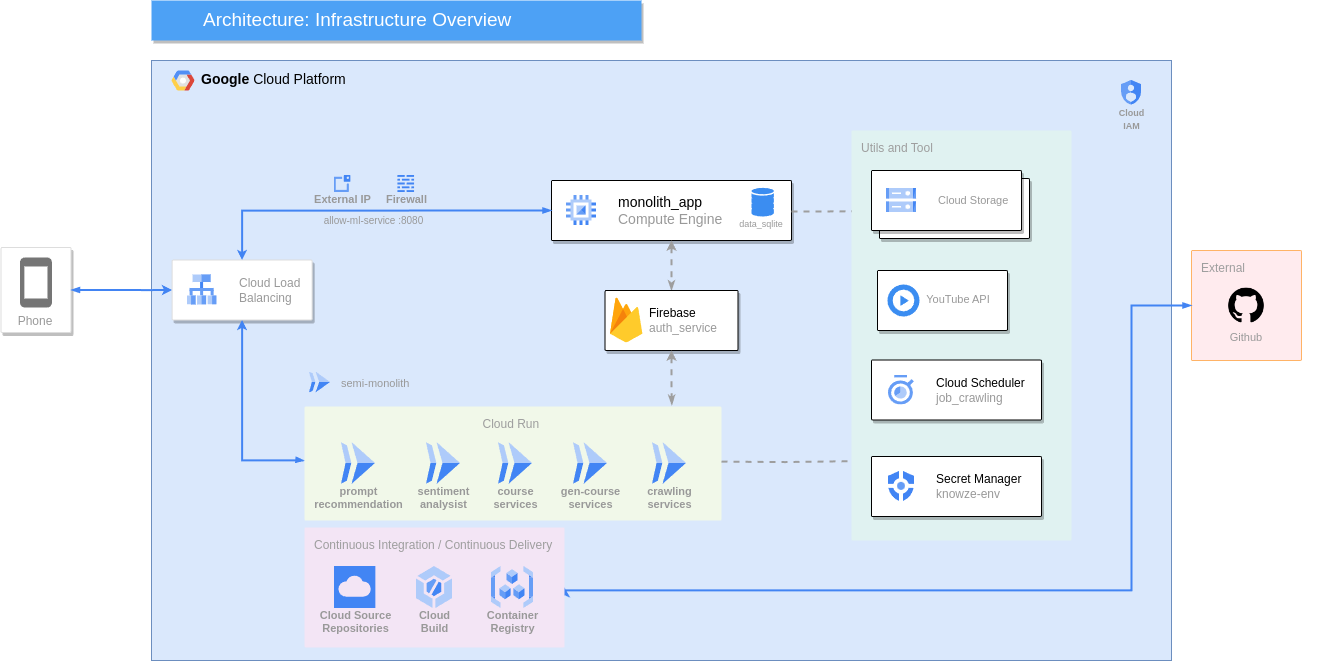 Architecture: Infrastructure Overview
Google Cloud Platform
Cloud
IAM
Utils and Tool
External IP
Firewall
allow-ml-service :8080
monolith_app
Compute Engine
data_sqlite
Cloud Storage
Phone
Cloud Load
Balancing
Firebase
auth_service
YouTube API
External
Github
semi-monolith
Cloud Scheduler
job_crawling
Cloud Run
prompt
recommendation
sentiment
analysist
course
services
gen-course
services
crawling
services
Secret Manager
knowze-env
Continuous Integration / Continuous Delivery
Cloud Source
Repositories
Cloud
Build
Container
Registry